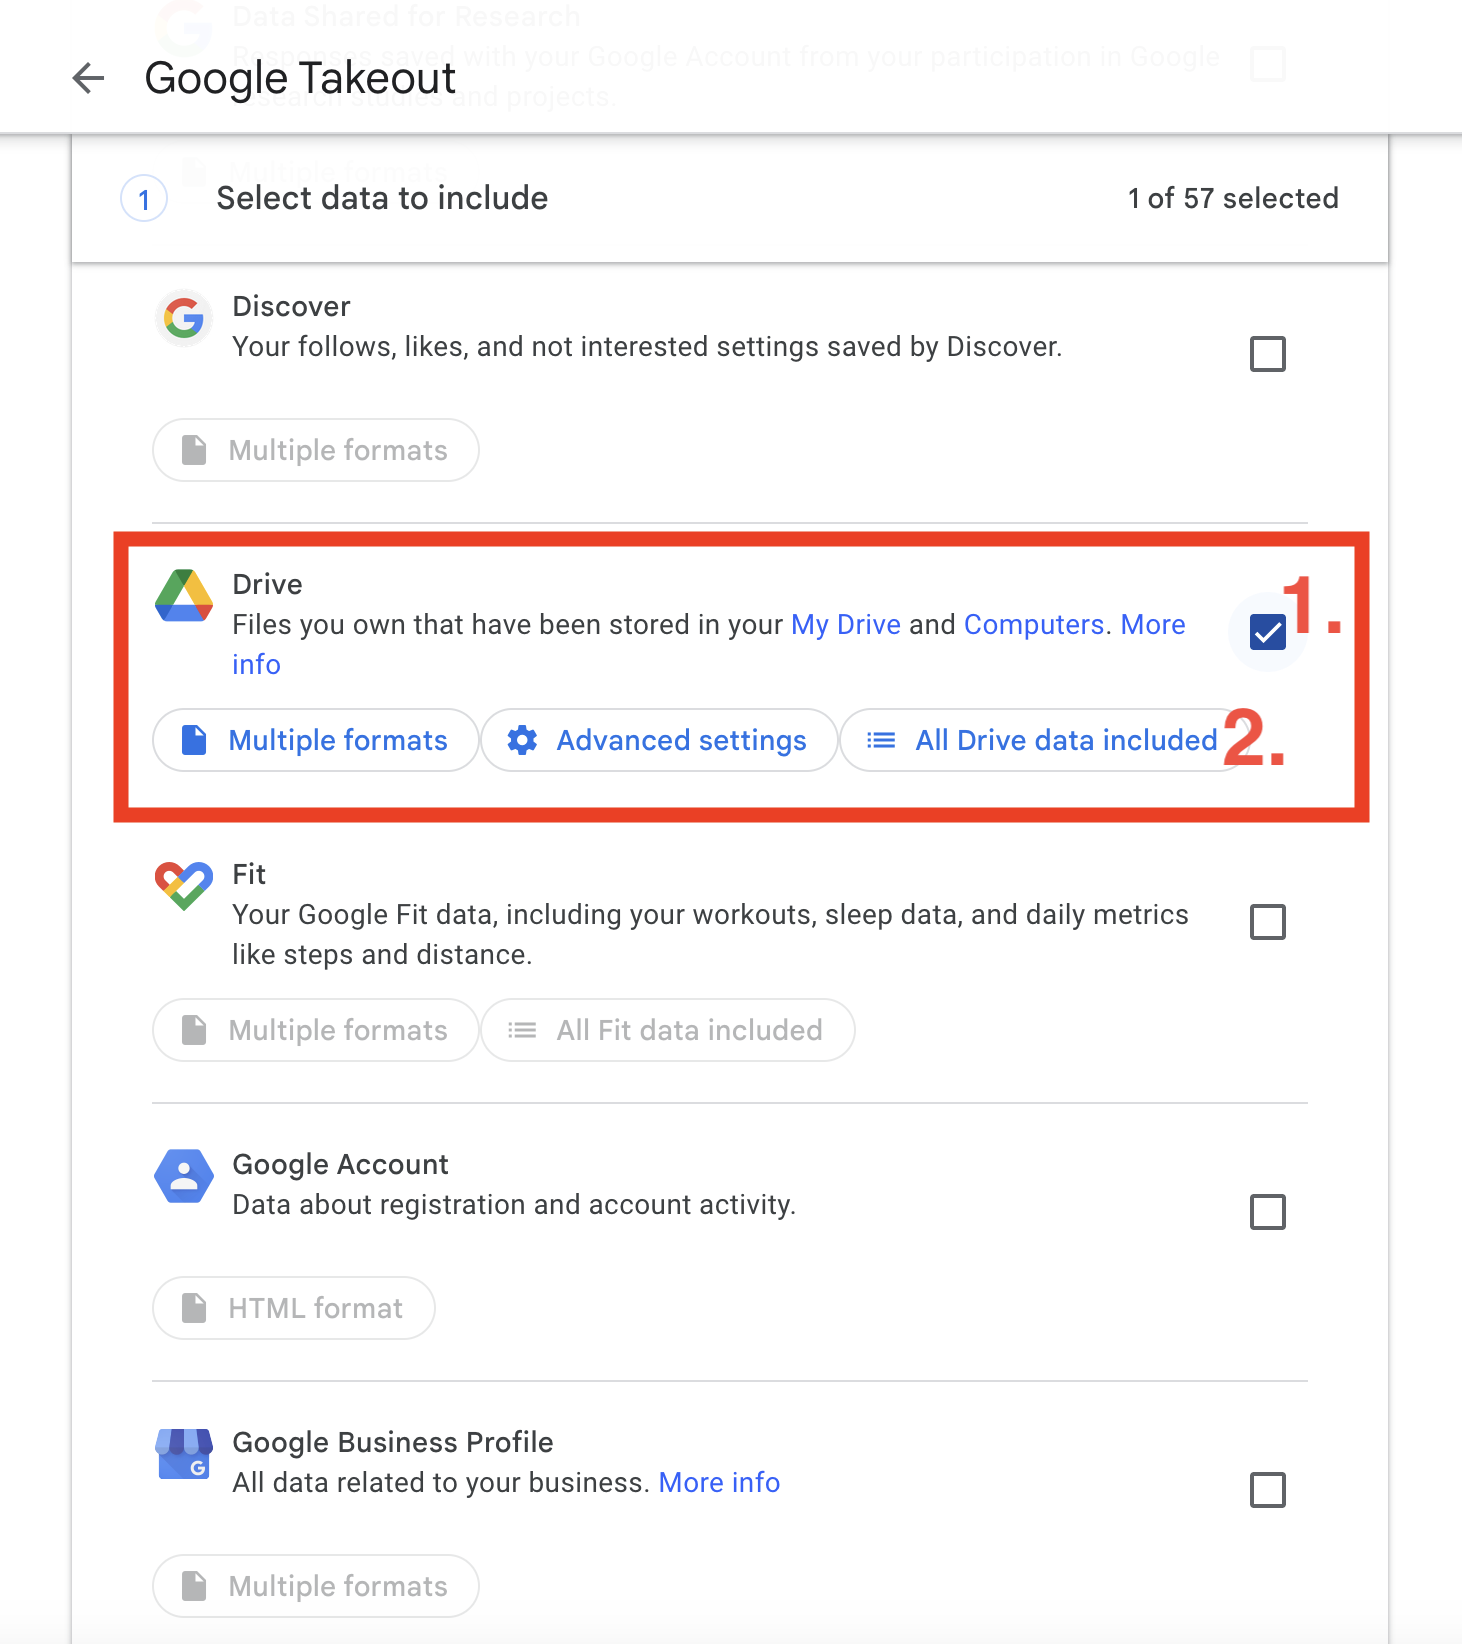 Data Shared for Research
Responses saved with your Google Account from your participation in Google
research studies and projects.
Google Takeout
Multiple formats
1 Select data to include 1 of 57 selected
Discover
Your follows, likes, and not interested settings saved by Discover.
Multiple formats
Drive
Files you own that have been stored in your My Drive and Computers. More
info
1.
Multiple formats Advanced settings All Drive data included
2.
Fit
Your Google Fit data, including your workouts, sleep data, and daily metrics
like steps and distance.
Multiple formats All Fit data included
Google Account
Data about registration and account activity.
HTML format
Google Business Profile
All data related to your business. More info
Multiple formats